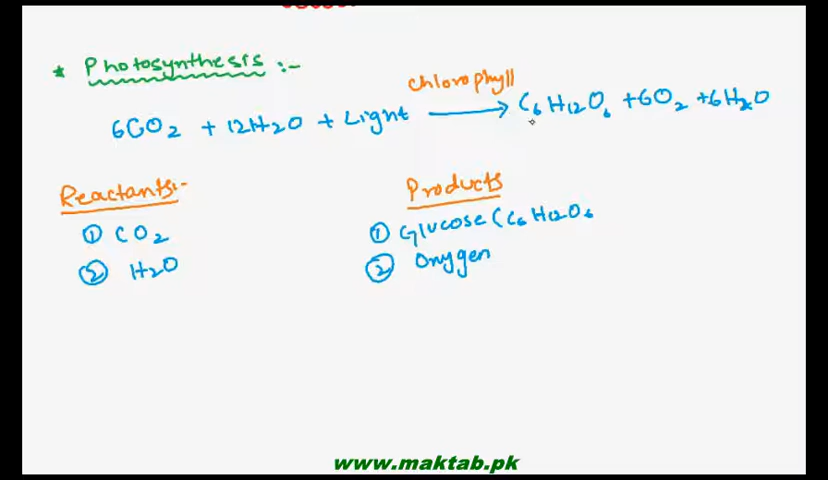 * Photosynthesis :-
chlorophyll
6CO2 + 12H2O + Light ⟶ C6H12O6 + 6O2 + 6H2O
Reactants:-
Products
① CO2
① Glucose (C6H12O6
② H2O
② Oxygen
www.maktab.pk